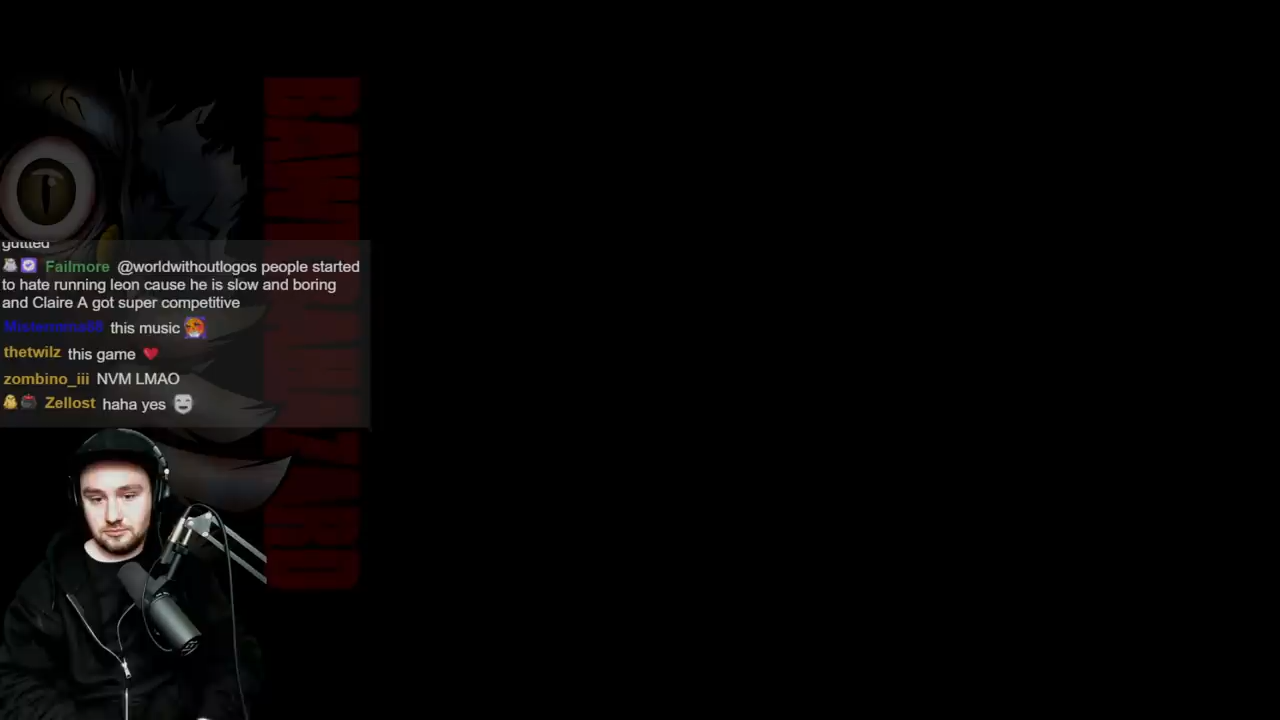 guttled
Failmore @worldwithoutlogos people started
to hate running leon cause he is slow and boring
and Claire A got super competitive
this music
thetwilz this game
zombino_iii NVM LMAO
Zellost haha yes